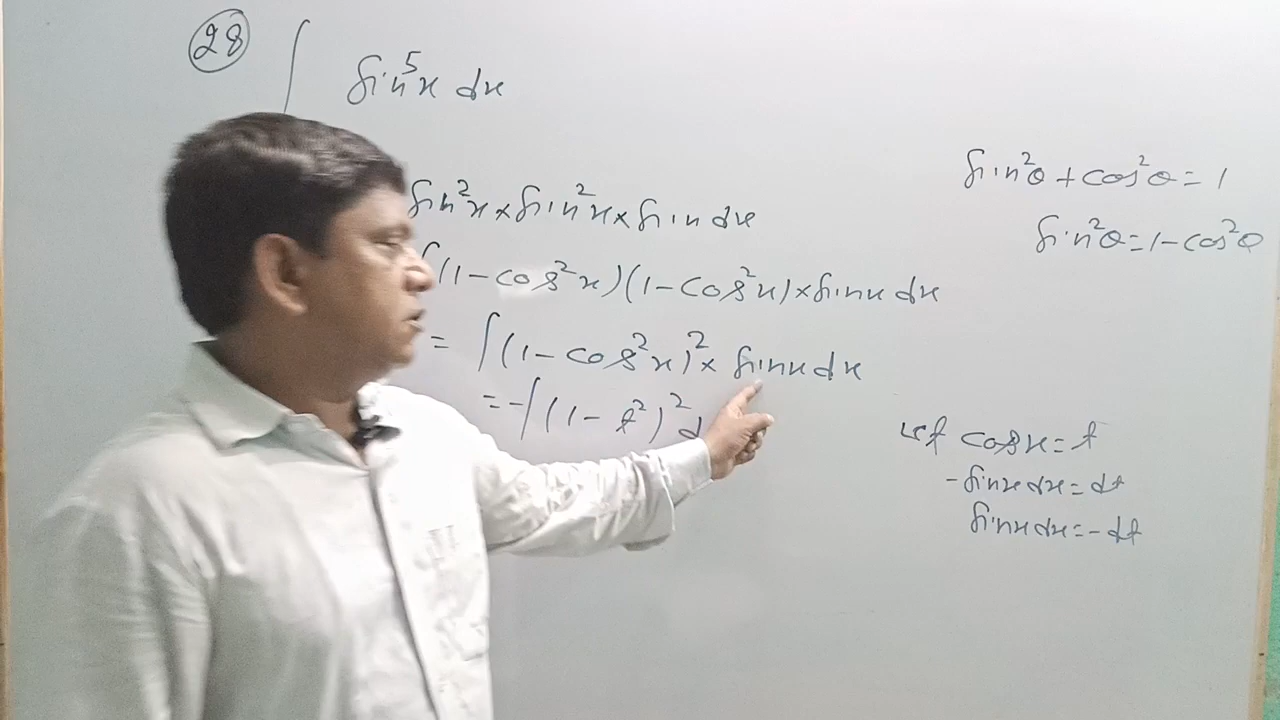 28 ∫ sin⁵x dx
sin²x × sin²x × sin dx
∫(1-cos²x)(1-cos²x) × sinx dx
= ∫(1-cos²x)² × sinx dx
= -∫(1-t²)² d
sin²θ + cos²θ = 1
sin²θ = 1-cos²θ
let cosx = t
-sinx dx = dt
sinx dx = -dt